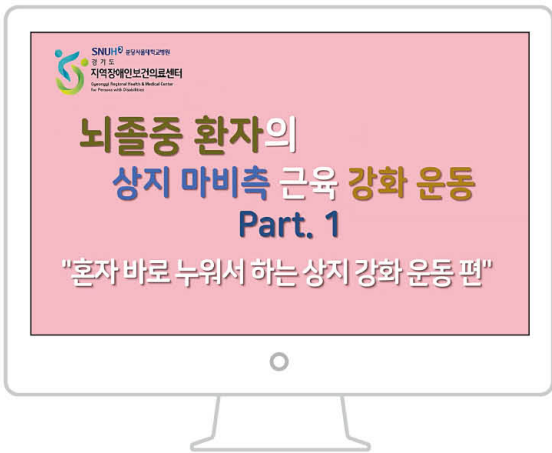 SNUH 분당서울대학교병원
경기도
지역장애인보건의료센터
Gyeonggi Regional Health & Medical Center
for Persons with Disabilities
뇌졸중 환자의
상지 마비측 근육 강화 운동
Part. 1
"혼자 바로 누워서 하는 상지 강화 운동 편"